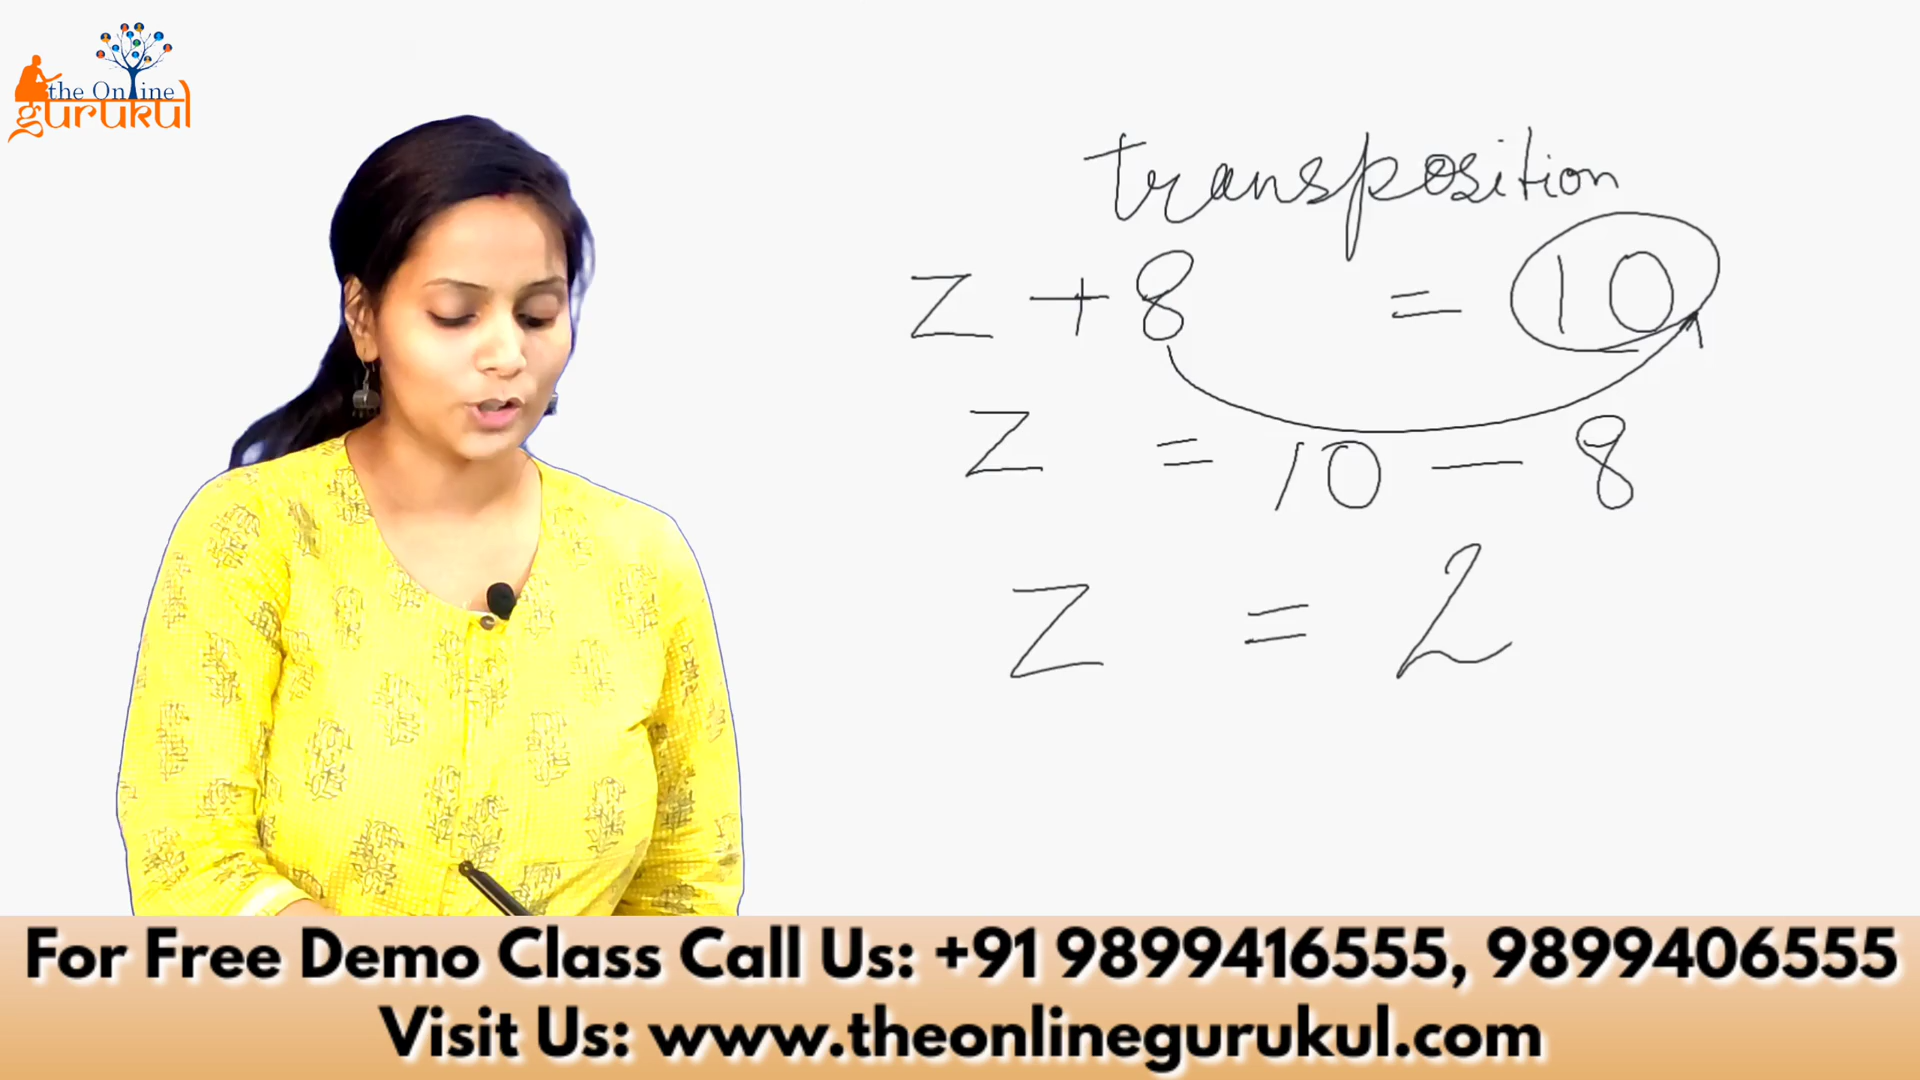 the Online
gurukul
transposition
z + 8 = 10
z = 10 - 8
z = 2
For Free Demo Class Call Us: +91 9899416555, 9899406555
Visit Us: www.theonlinegurukul.com